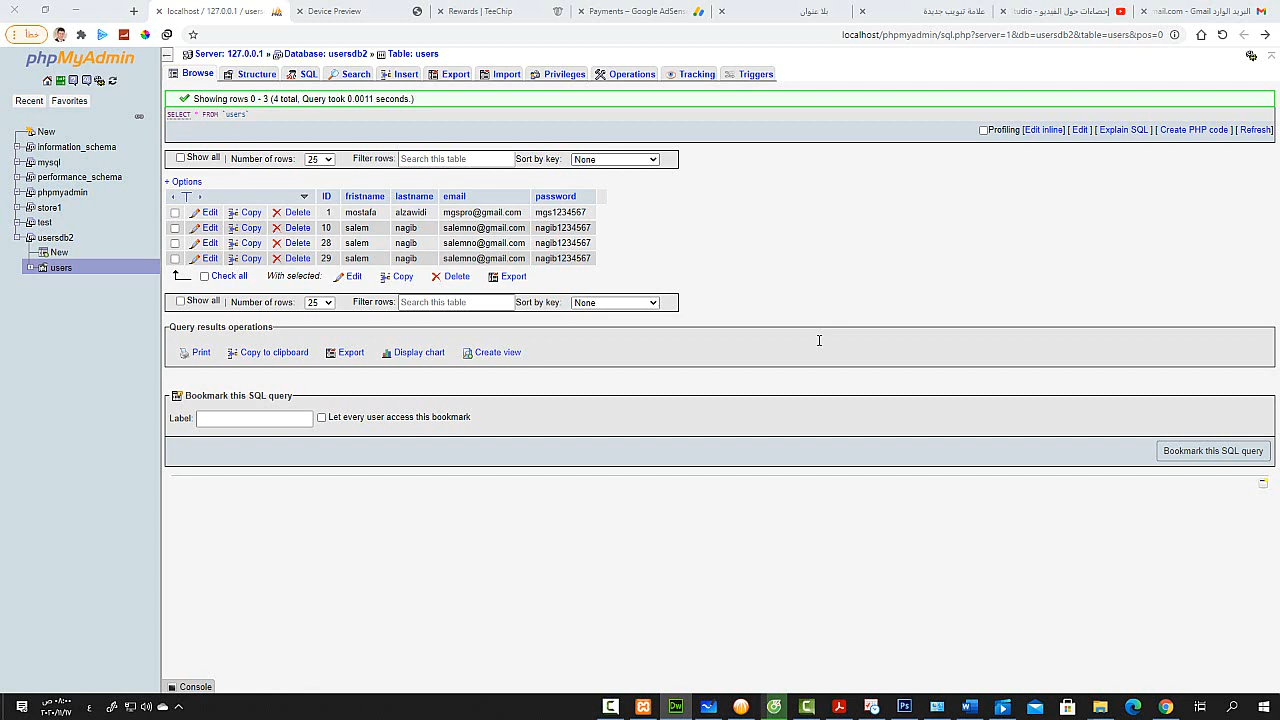 localhost / 127.0.0.1 / users
Device Preview
Rewards | TeeChip
Payments – Google AdSens
بلا عنوان
علامة تبويب جديدة
إحصاءات حول الفيديو - tudio
البريد الوارد nail.com - Gmail
localhost/phpmyadmin/sql.php?server=1&db=usersdb2&table=users&pos=0
phpMyAdmin
Recent Favorites
New
information_schema
mysql
performance_schema
phpmyadmin
store1
test
usersdb2
New
users
Server: 127.0.0.1 » Database: usersdb2 » Table: users
Browse Structure SQL Search Insert Export Import Privileges Operations Tracking Triggers
Showing rows 0 - 3 (4 total, Query took 0.0011 seconds.)
SELECT * FROM `users`
Profiling [Edit inline] [ Edit ] [ Explain SQL ] [ Create PHP code ] [ Refresh]
Show all | Number of rows: 25 Filter rows: Search this table Sort by key: None
+ Options
ID fristname lastname email password
Edit Copy Delete 1 mostafa alzawidi mgspro@gmail.com mgs1234567
Edit Copy Delete 10 salem nagib salemno@gmail.com nagib1234567
Edit Copy Delete 28 salem nagib salemno@gmail.com nagib1234567
Edit Copy Delete 29 salem nagib salemno@gmail.com nagib1234567
Check all With selected: Edit Copy Delete Export
Show all | Number of rows: 25 Filter rows: Search this table Sort by key: None
Query results operations
Print Copy to clipboard Export Display chart Create view
Bookmark this SQL query
Label: Let every user access this bookmark
Bookmark this SQL query
Console